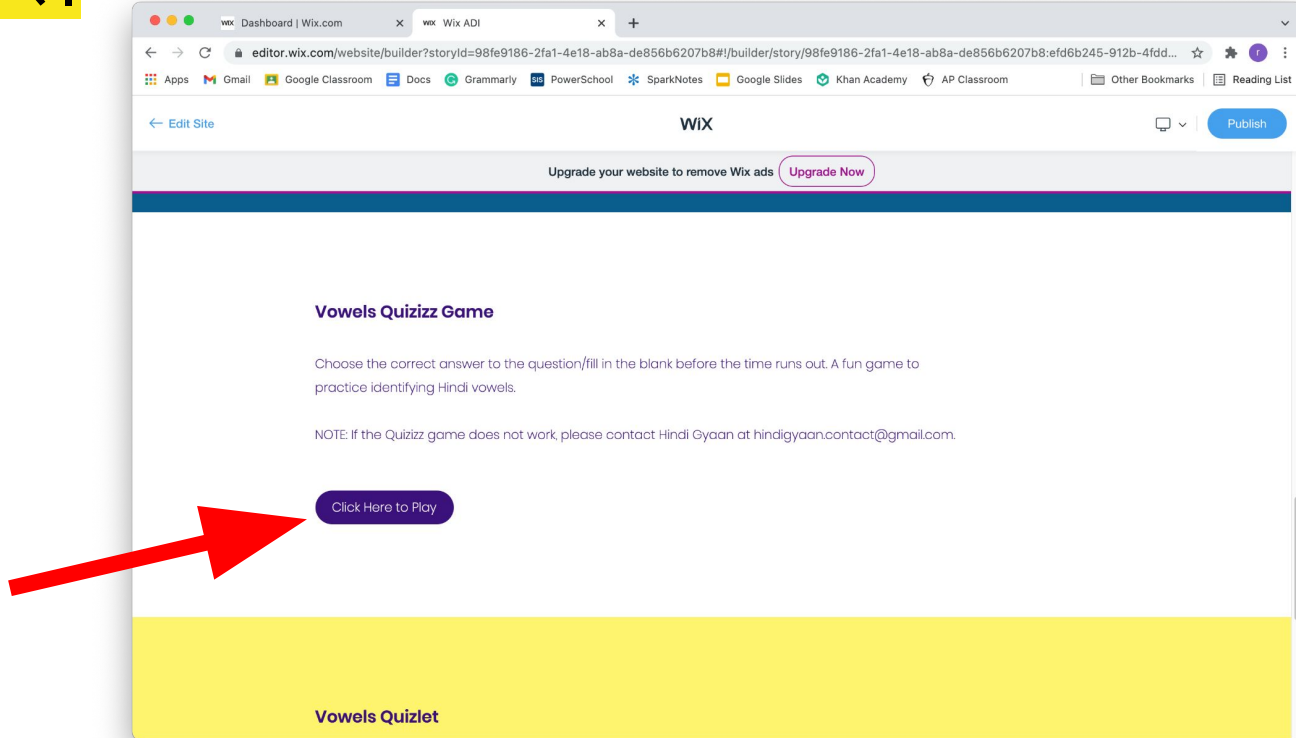 Dashboard | Wix.com
Wix ADI
editor.wix.com/website/builder?storyId=98fe9186-2fa1-4e18-ab8a-de856b6207b8#!/builder/story/98fe9186-2fa1-4e18-ab8a-de856b6207b8:efd6b245-912b-4fdd...
Apps Gmail Google Classroom Docs Grammarly SIS PowerSchool SparkNotes Google Slides Khan Academy AP Classroom Other Bookmarks Reading List
← Edit Site WiX Publish
Upgrade your website to remove Wix ads Upgrade Now
Vowels Quizizz Game
Choose the correct answer to the question/fill in the blank before the time runs out. A fun game to
practice identifying Hindi vowels.
NOTE: If the Quizizz game does not work, please contact Hindi Gyaan at hindigyaan.contact@gmail.com.
Click Here to Play
Vowels Quizlet